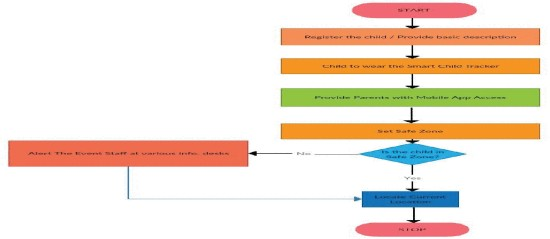 START
Register the child / Provide basic description
Child to wear the Smart Child Tracker
Provide Parents with Mobile App Access
Set Safe Zone
Is the child in
Safe Zone?
No
Alert The Event Staff at various info. desks
Yes
Locate Current
Location
STOP